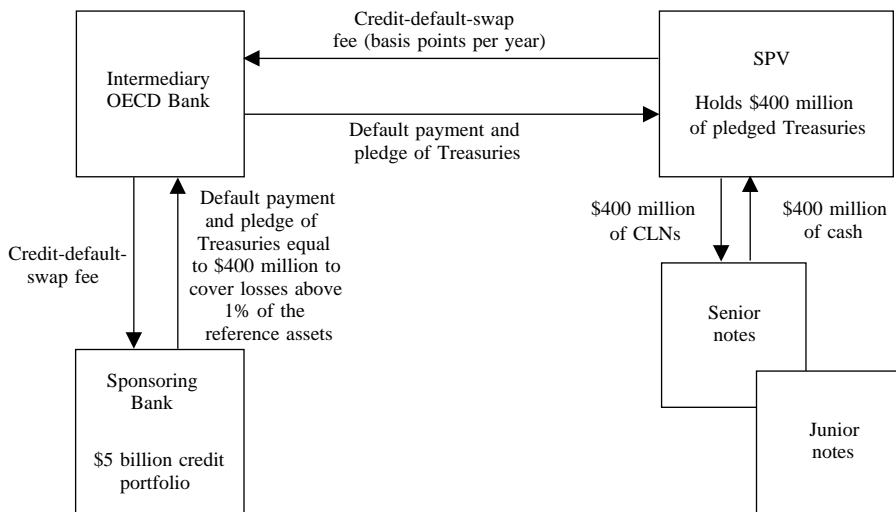 Credit-default-swap
fee (basis points per year)
Intermediary
OECD Bank
SPV
Holds $400 million
of pledged Treasuries
Default payment and
pledge of Treasuries
Credit-default-
swap fee
Default payment
and pledge of
Treasuries equal
to $400 million to
cover losses above
1% of the
reference assets
$400 million
of CLNs
$400 million
of cash
Senior
notes
Sponsoring
Bank
$5 billion credit
portfolio
Junior
notes